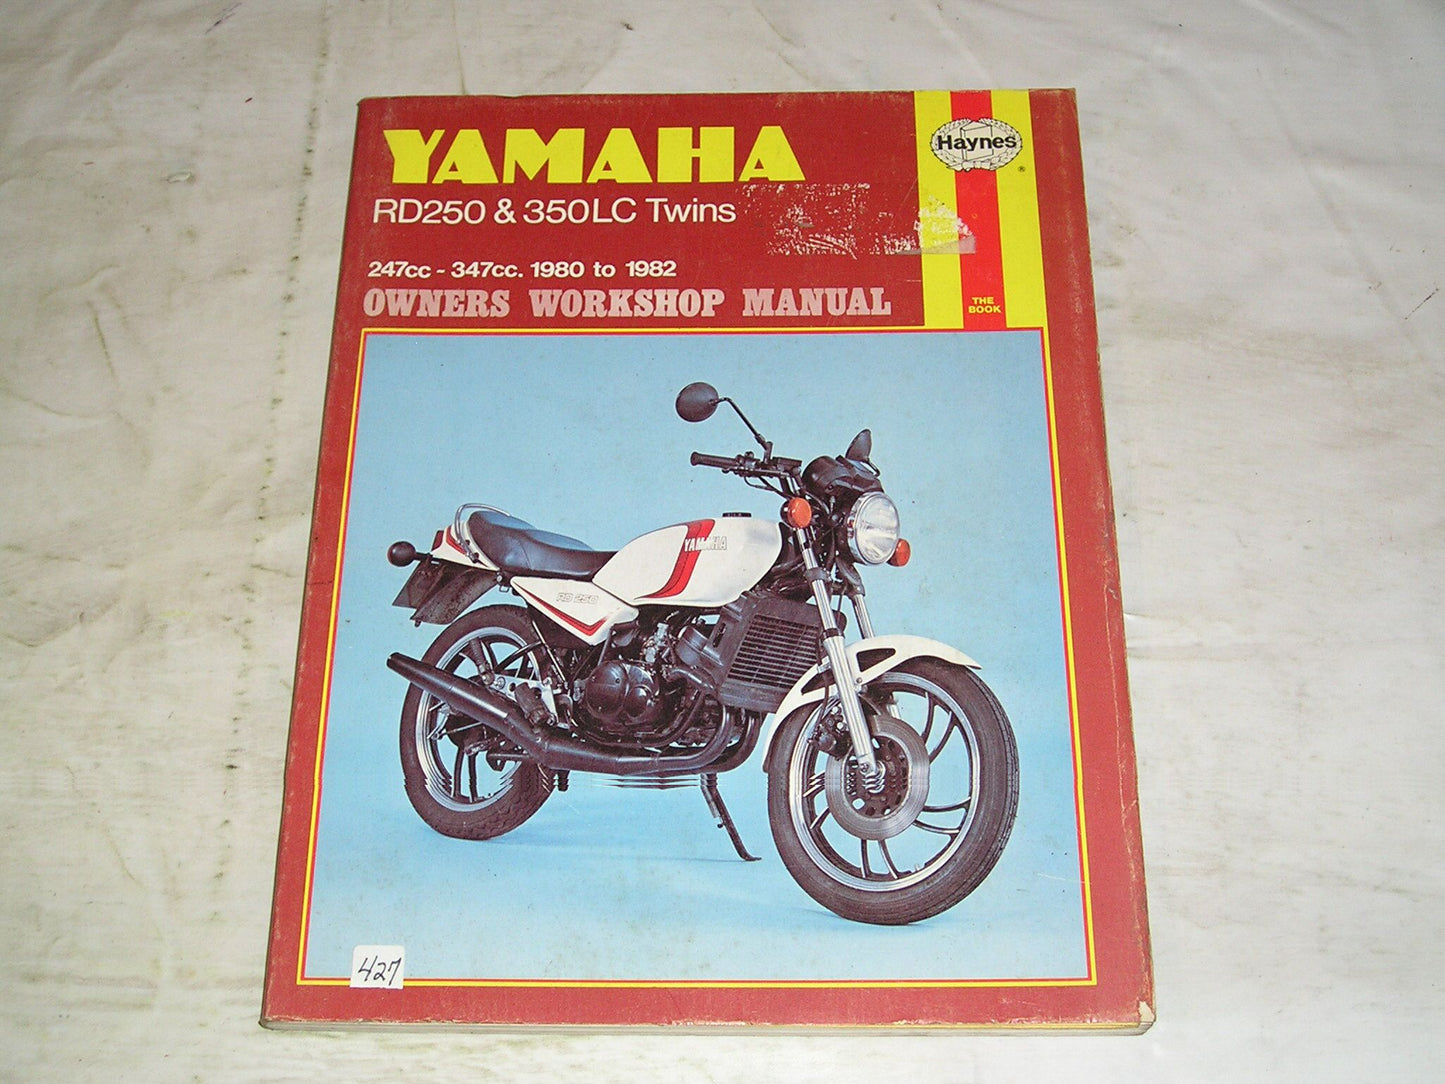 YAMAHA
Haynes
®
RD250 & 350LC Twins
247cc - 347cc. 1980 to 1982
OWNERS WORKSHOP MANUAL
THE
BOOK
YAMAHA
RD 250
427